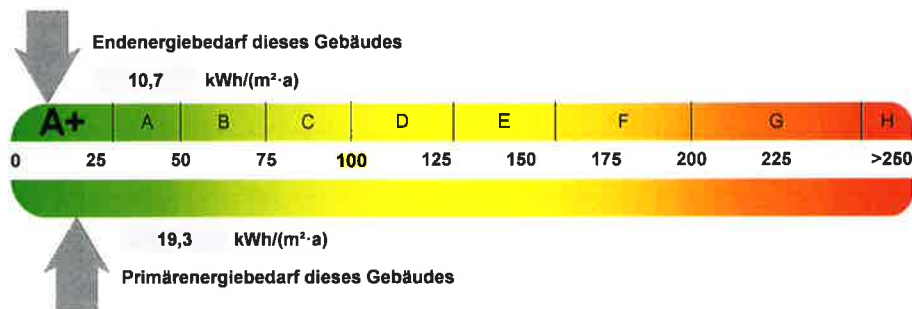 Endenergiebedarf dieses Gebäudes
10,7 kWh/(m²·a)
A+ A B C D E F G H
0 25 50 75 100 125 150 175 200 225 >250
19,3 kWh/(m²·a)
Primärenergiebedarf dieses Gebäudes